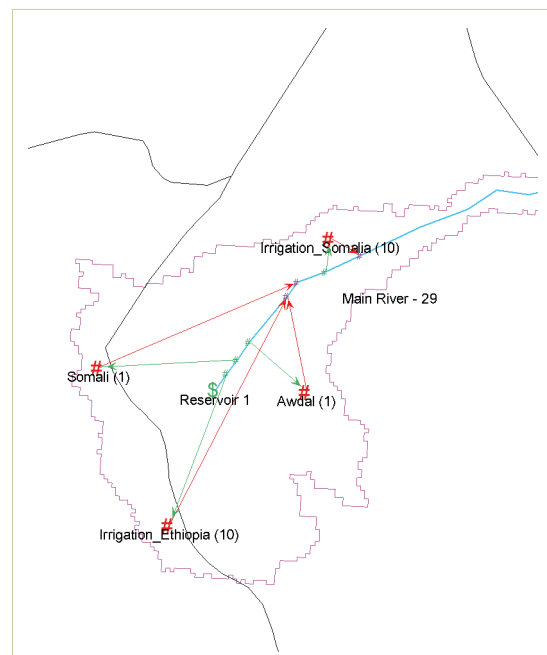 Irrigation_Somalia (10)
Main River - 29
Somali (1)
Reservoir 1
Awdal (1)
Irrigation_Ethiopia (10)